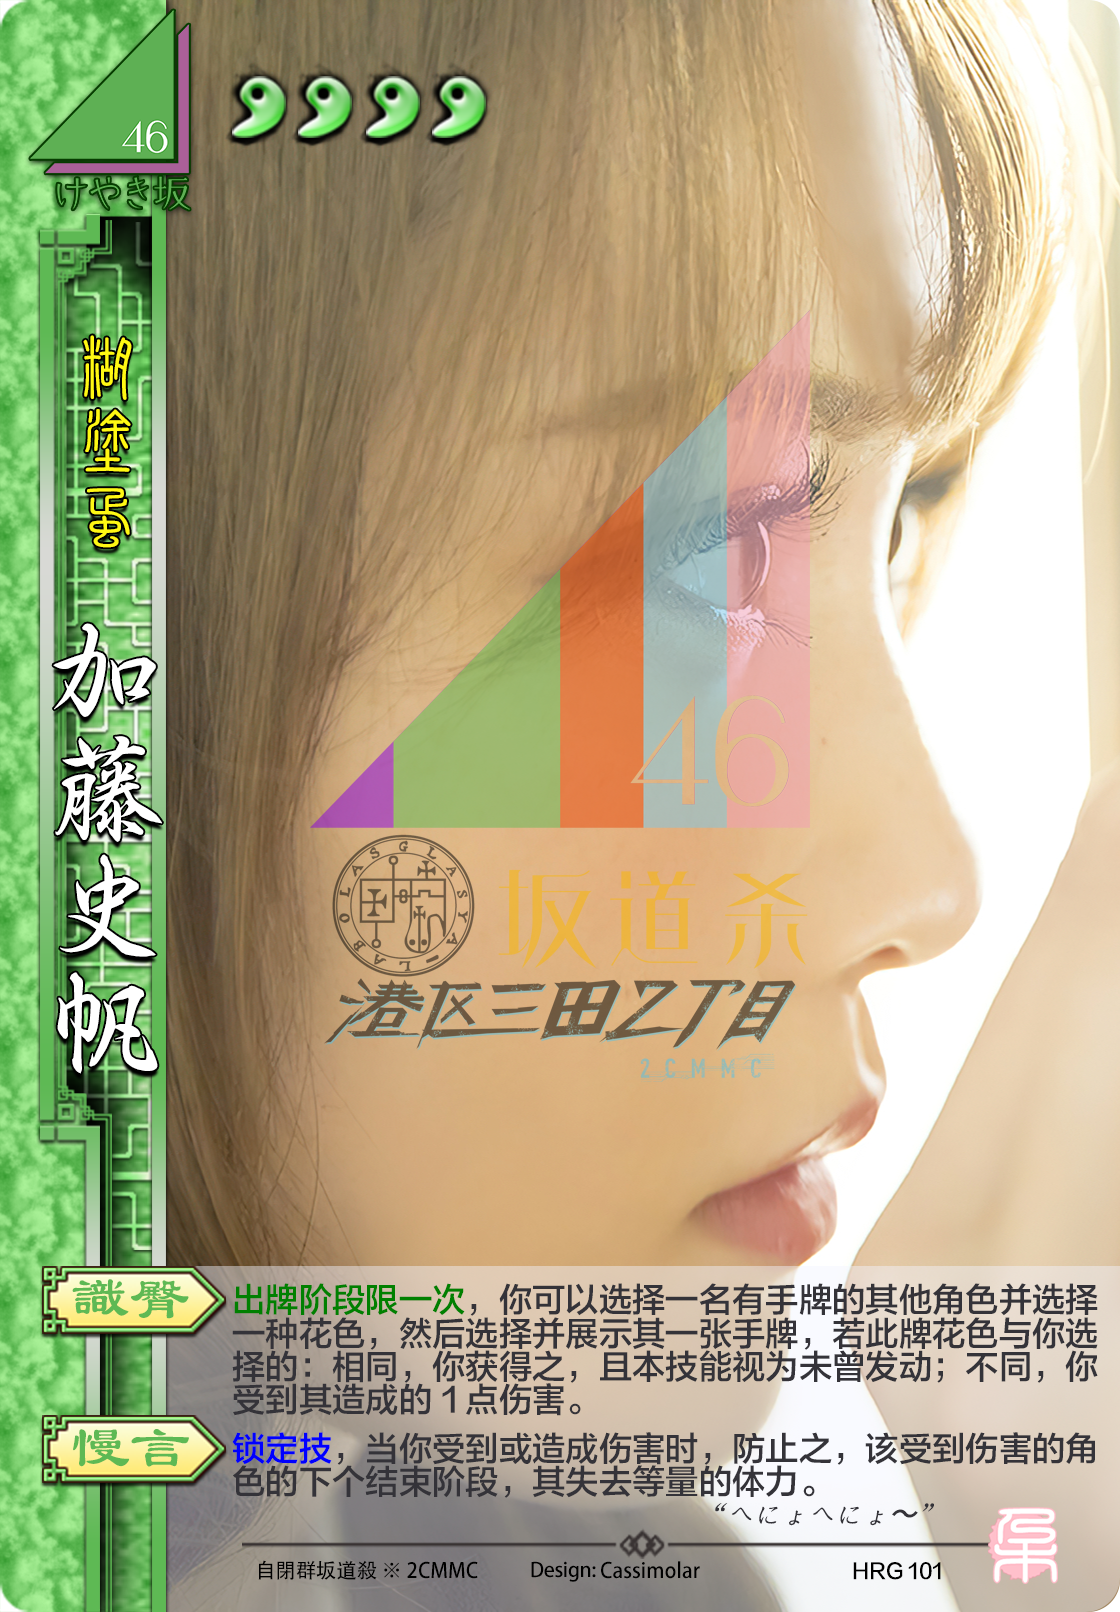 46
けやき坂
糊塗蛋
加藤史帆
46
GLASYA-LABOLAS
坂道杀
港区三田2丁目
2CMMC
識臀
出牌阶段限一次，你可以选择一名有手牌的其他角色并选择
一种花色，然后选择并展示其一张手牌，若此牌花色与你选
择的：相同，你获得之，且本技能视为未曾发动；不同，你
受到其造成的 1 点伤害。
慢言
锁定技，当你受到或造成伤害时，防止之，该受到伤害的角
色的下个结束阶段，其失去等量的体力。
“へにょへにょ～”
自閉群坂道殺 ※ 2CMMC Design: Cassimolar HRG 101